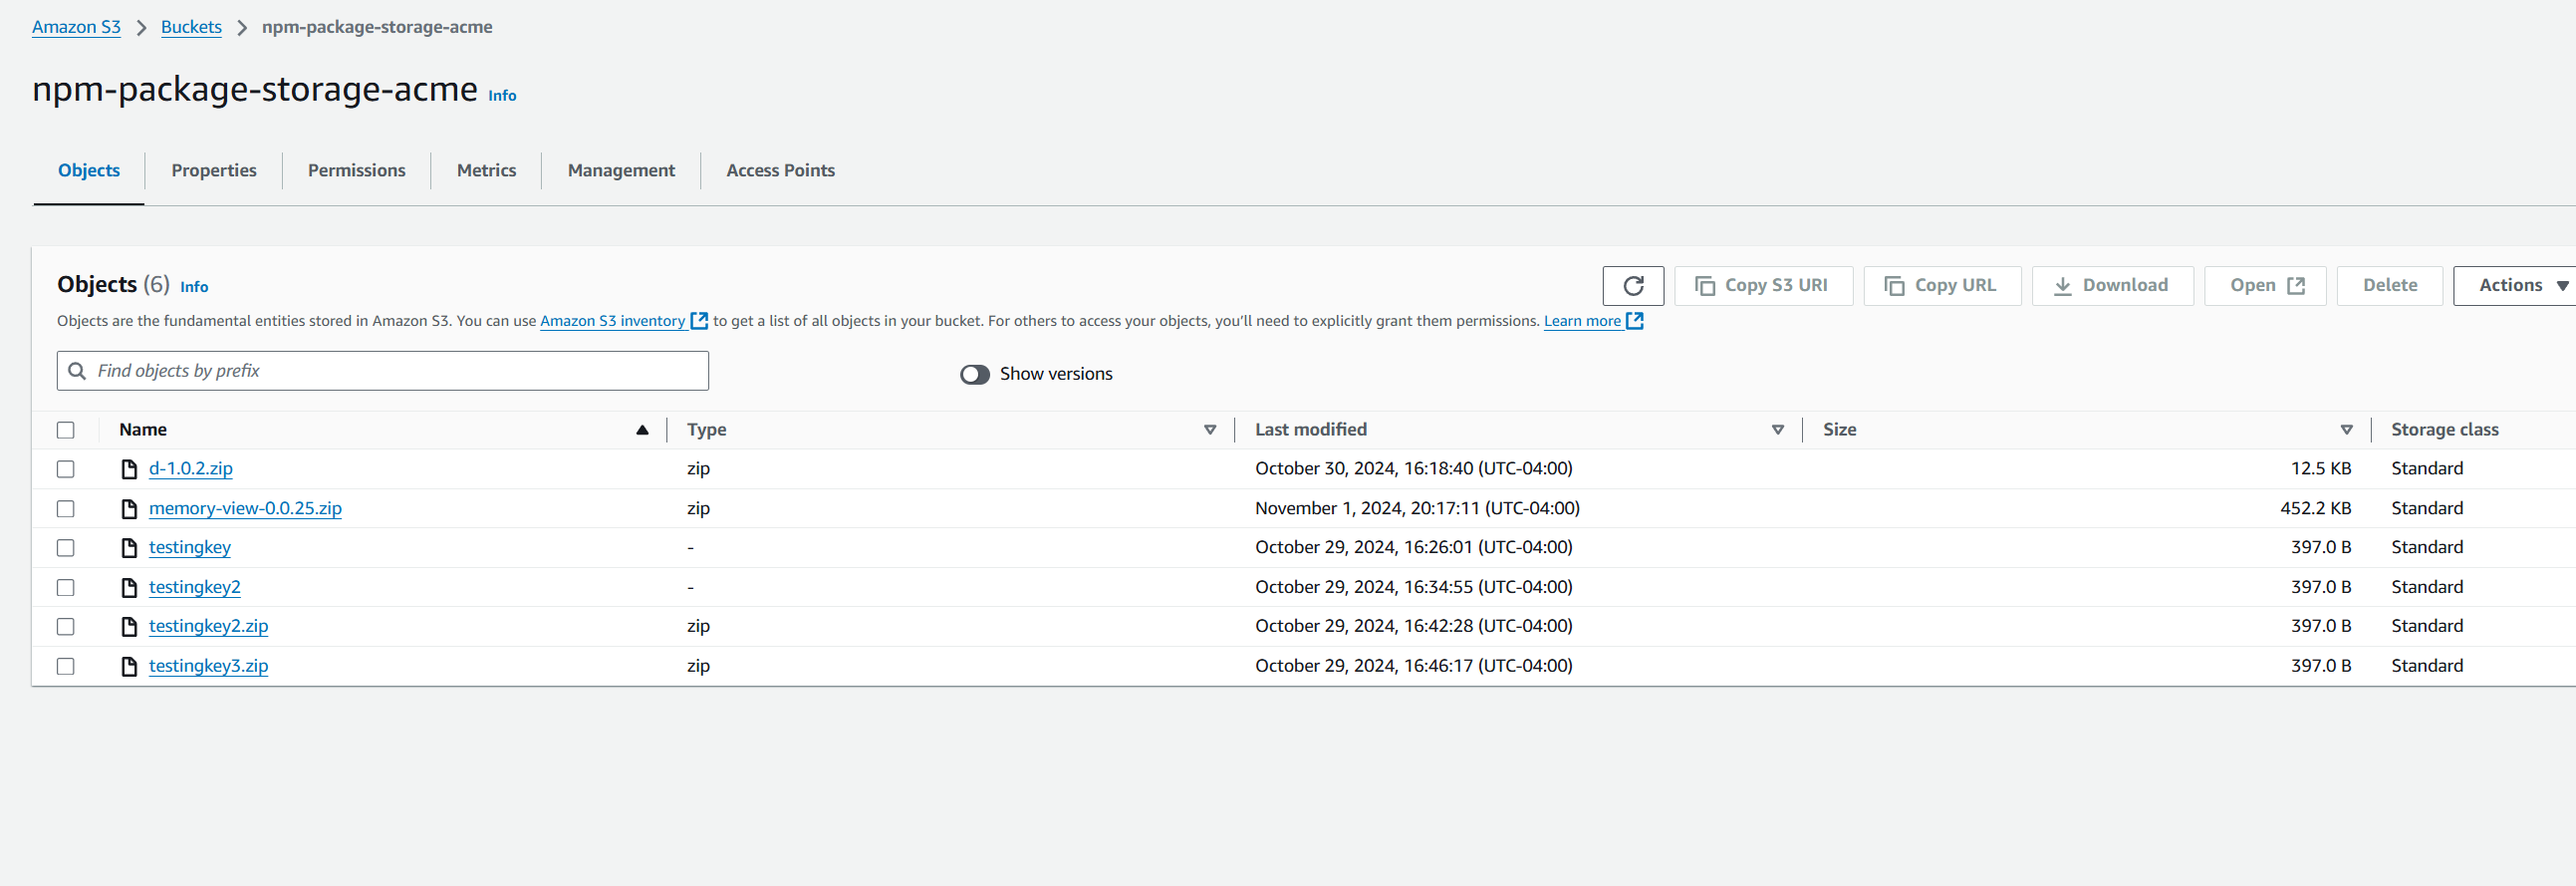 Amazon S3 > Buckets > npm-package-storage-acme
npm-package-storage-acme Info
Objects Properties Permissions Metrics Management Access Points
Objects (6) Info
Copy S3 URI Copy URL Download Open Delete Actions
Objects are the fundamental entities stored in Amazon S3. You can use Amazon S3 inventory to get a list of all objects in your bucket. For others to access your objects, you'll need to explicitly grant them permissions. Learn more
Find objects by prefix Show versions
Name Type Last modified Size Storage class
d-1.0.2.zip zip October 30, 2024, 16:18:40 (UTC-04:00) 12.5 KB Standard
memory-view-0.0.25.zip zip November 1, 2024, 20:17:11 (UTC-04:00) 452.2 KB Standard
testingkey - October 29, 2024, 16:26:01 (UTC-04:00) 397.0 B Standard
testingkey2 - October 29, 2024, 16:34:55 (UTC-04:00) 397.0 B Standard
testingkey2.zip zip October 29, 2024, 16:42:28 (UTC-04:00) 397.0 B Standard
testingkey3.zip zip October 29, 2024, 16:46:17 (UTC-04:00) 397.0 B Standard